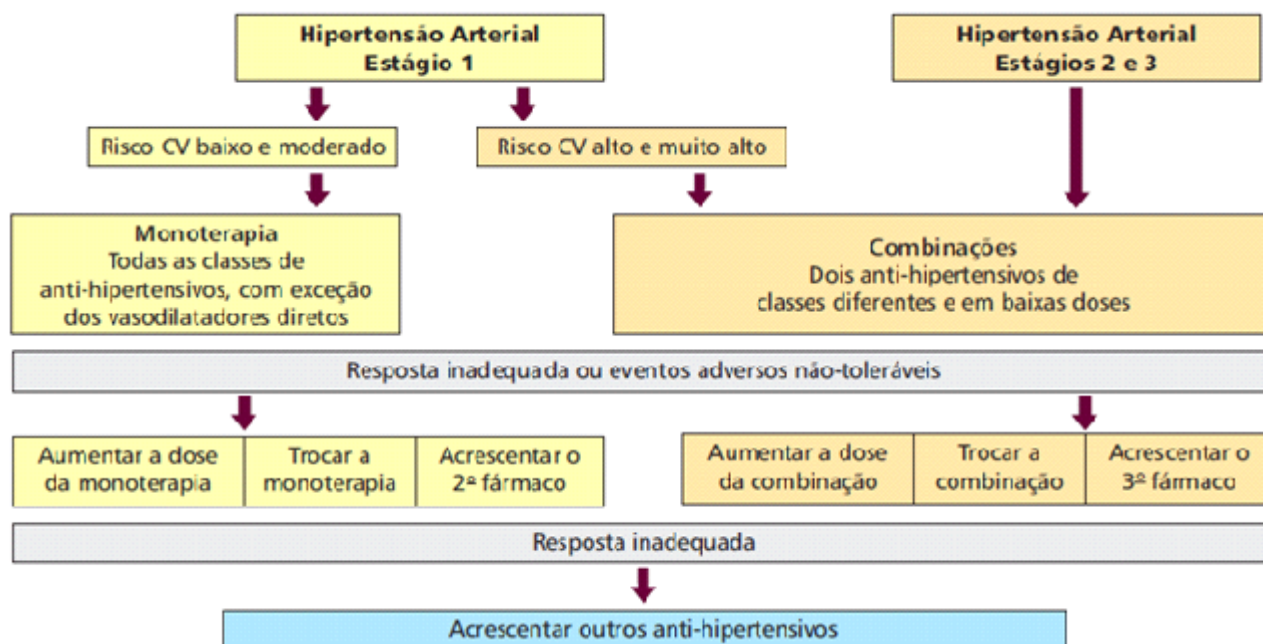 Hipertensão Arterial
Estágio 1
Hipertensão Arterial
Estágios 2 e 3
Risco CV baixo e moderado
Risco CV alto e muito alto
Monoterapia
Todas as classes de
anti-hipertensivos, com exceção
dos vasodilatadores diretos
Combinações
Dois anti-hipertensivos de
classes diferentes e em baixas doses
Resposta inadequada ou eventos adversos não-toleráveis
Aumentar a dose
da monoterapia
Trocar a
monoterapia
Acrescentar o
2º fármaco
Aumentar a dose
da combinação
Trocar a
combinação
Acrescentar o
3º fármaco
Resposta inadequada
Acrescentar outros anti-hipertensivos